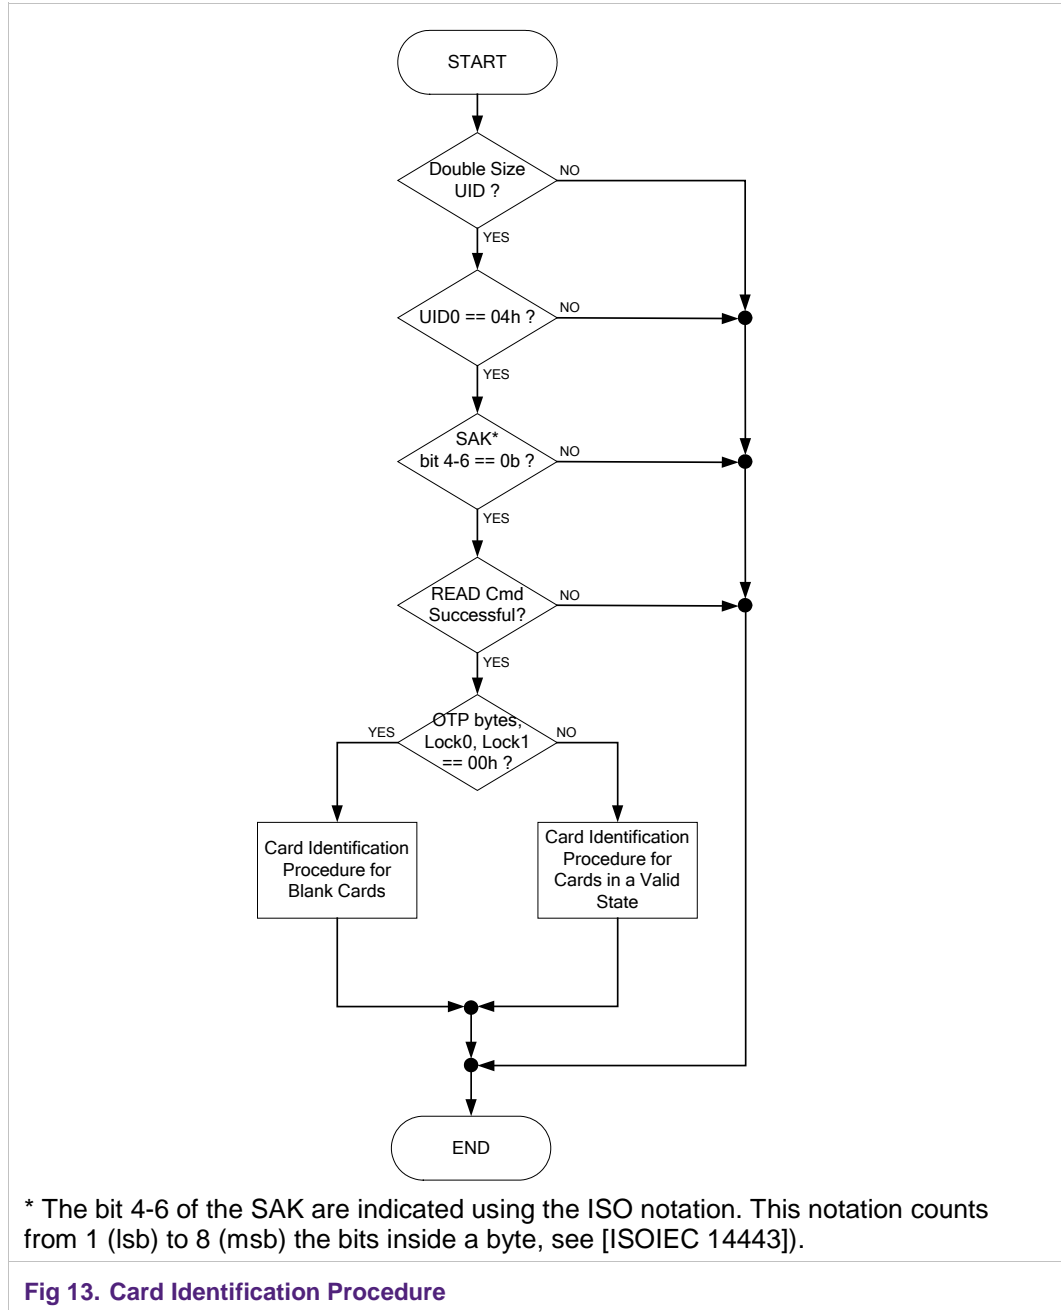 START
Double Size
UID ?
NO
YES
UID0 == 04h ?
NO
YES
SAK*
bit 4-6 == 0b ?
NO
YES
READ Cmd
Successful?
NO
YES
OTP bytes,
Lock0, Lock1
== 00h ?
YES
NO
Card Identification
Procedure for
Blank Cards
Card Identification
Procedure for
Cards in a Valid
State
END
* The bit 4-6 of the SAK are indicated using the ISO notation. This notation counts
from 1 (lsb) to 8 (msb) the bits inside a byte, see [ISOIEC 14443]).
Fig 13. Card Identification Procedure